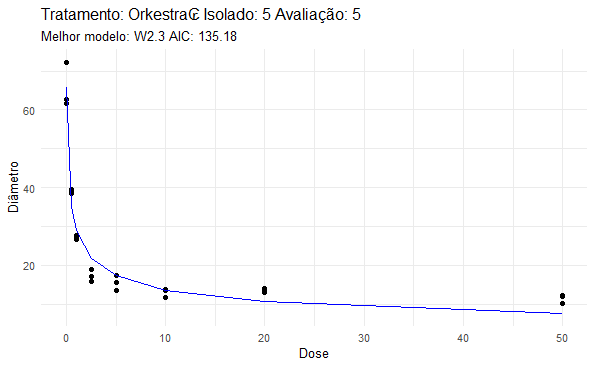 Tratamento: Orkestra₢ Isolado: 5 Avaliação: 5
Melhor modelo: W2.3 AIC: 135.18
Diâmetro
60
40
20
0
10
20
30
40
50
Dose